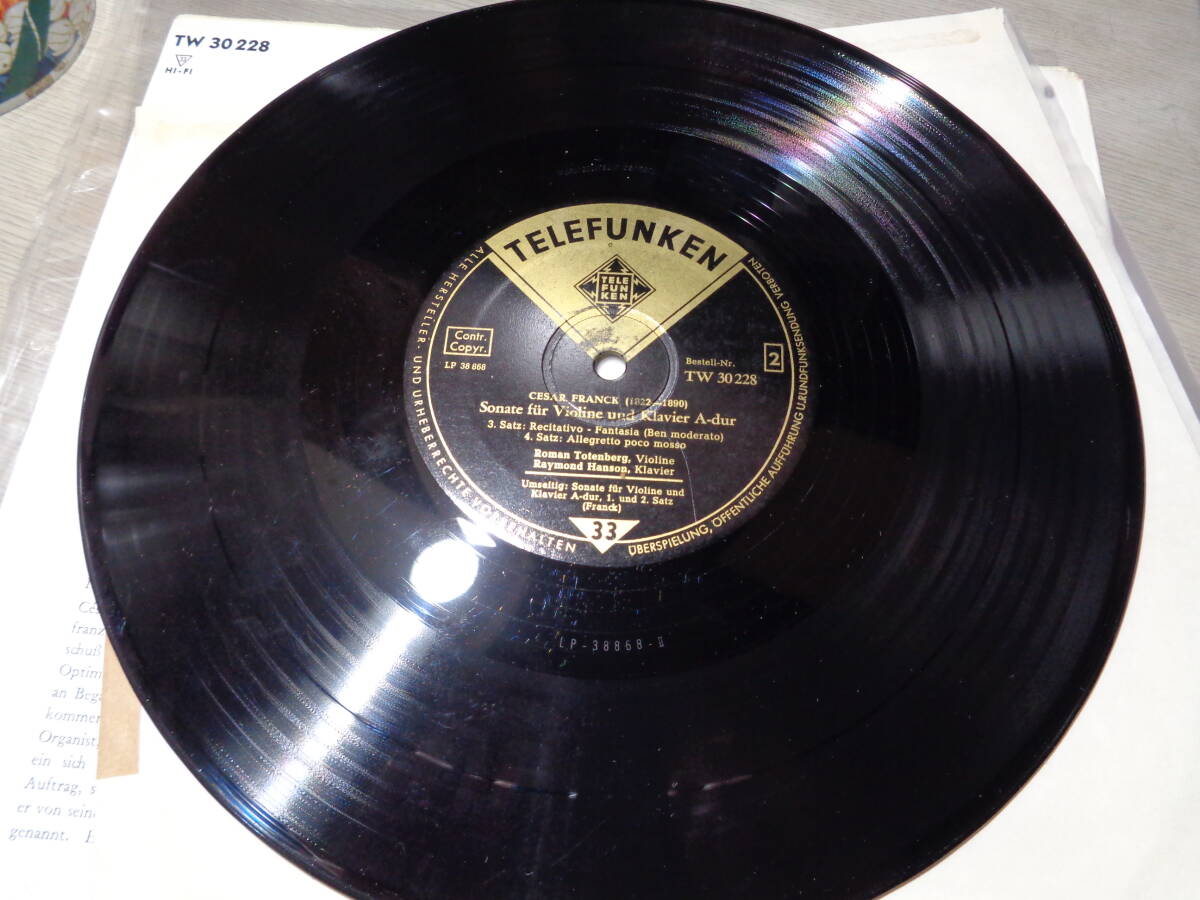 TW 30 228
HI-FI
TELEFUNKEN
TELE
FUN
KEN
ALLE HERSTELLER- UND URHEBERRECHTE VORBEHALTEN
ÜBERSPIELUNG, ÖFFENTLICHE AUFFÜHRUNG U. RUNDFUNKSENDUNG VERBOTEN
Contr.
Copyr.
LP 38 868
Bestell-Nr.
2
TW 30 228
CESAR FRANCK (1822-1890)
Sonate für Violine und Klavier A-dur
3. Satz: Recitativo - Fantasia (Ben moderato)
4. Satz: Allegretto poco mosso
Roman Totenberg, Violine
Raymond Hanson, Klavier
Umseitig: Sonate für Violine und
Klavier A-dur, 1. und 2. Satz
(Franck)
33
LP-38868-II
franz
schuß
Optim
an Beg
kommer
Organist,
ein sich
Auftrag, s
er von sein
genannt. E